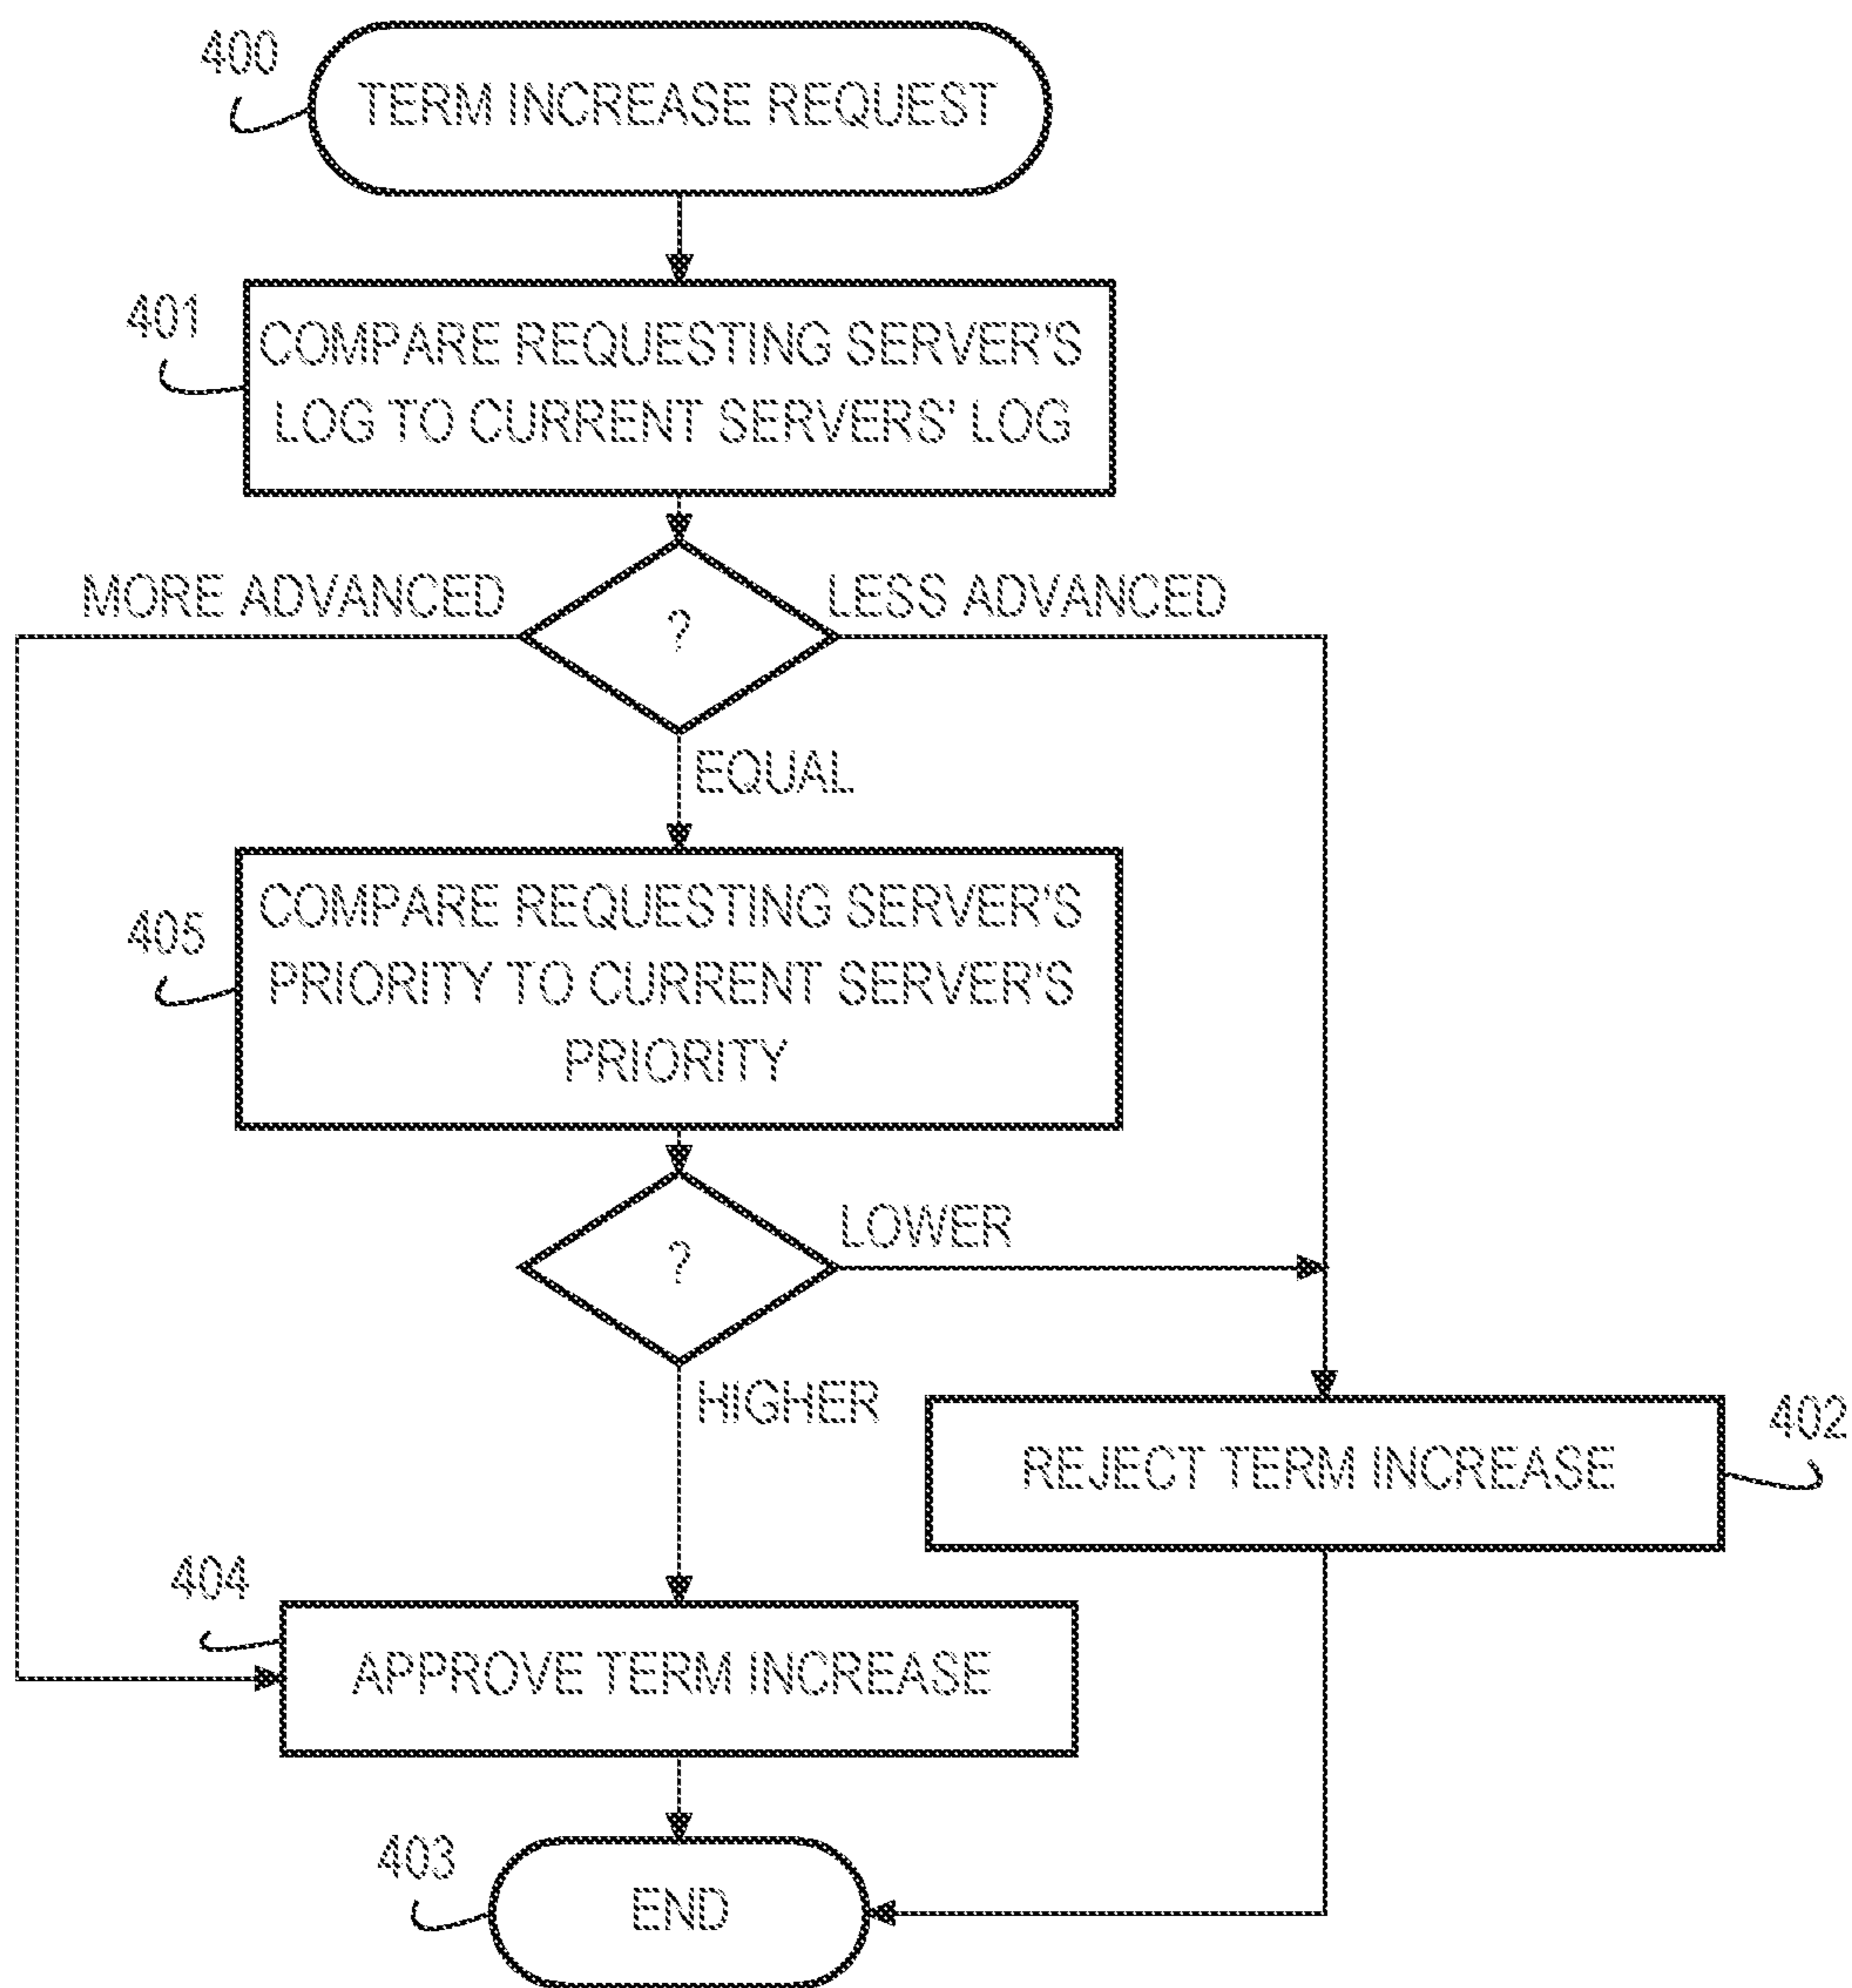 400
TERM INCREASE REQUEST
401
COMPARE REQUESTING SERVER'S
LOG TO CURRENT SERVERS' LOG
MORE ADVANCED
?
LESS ADVANCED
EQUAL
405
COMPARE REQUESTING SERVER'S
PRIORITY TO CURRENT SERVER'S
PRIORITY
?
LOWER
HIGHER
REJECT TERM INCREASE
402
404
APPROVE TERM INCREASE
403
END